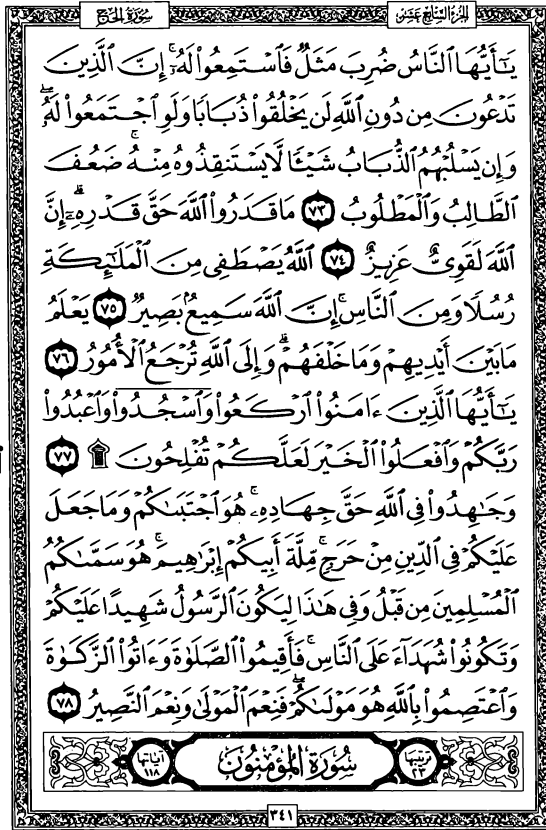 الجزء السابع عشر
سورة الحج
يَٰٓأَيُّهَا ٱلنَّاسُ ضُرِبَ مَثَلٌ فَٱسْتَمِعُوا۟ لَهُۥٓ ۚ إِنَّ ٱلَّذِينَ
تَدْعُونَ مِن دُونِ ٱللَّهِ لَن يَخْلُقُوا۟ ذُبَابًا وَلَوِ ٱجْتَمَعُوا۟ لَهُۥ ۖ
وَإِن يَسْلُبْهُمُ ٱلذُّبَابُ شَيْـًٔا لَّا يَسْتَنقِذُوهُ مِنْهُ ۚ ضَعُفَ
ٱلطَّالِبُ وَٱلْمَطْلُوبُ ٧٣ مَا قَدَرُوا۟ ٱللَّهَ حَقَّ قَدْرِهِۦٓ ۗ إِنَّ
ٱللَّهَ لَقَوِىٌّ عَزِيزٌ ٧٤ ٱللَّهُ يَصْطَفِى مِنَ ٱلْمَلَٰٓئِكَةِ
رُسُلًا وَمِنَ ٱلنَّاسِ ۚ إِنَّ ٱللَّهَ سَمِيعٌۢ بَصِيرٌ ٧٥ يَعْلَمُ
مَا بَيْنَ أَيْدِيهِمْ وَمَا خَلْفَهُمْ ۗ وَإِلَى ٱللَّهِ تُرْجَعُ ٱلْأُمُورُ ٧٦
يَٰٓأَيُّهَا ٱلَّذِينَ ءَامَنُوا۟ ٱرْكَعُوا۟ وَٱسْجُدُوا۟ وَٱعْبُدُوا۟
رَبَّكُمْ وَٱفْعَلُوا۟ ٱلْخَيْرَ لَعَلَّكُمْ تُفْلِحُونَ ۩ ٧٧
وَجَٰهِدُوا۟ فِى ٱللَّهِ حَقَّ جِهَادِهِۦ ۚ هُوَ ٱجْتَبَىٰكُمْ وَمَا جَعَلَ
عَلَيْكُمْ فِى ٱلدِّينِ مِنْ حَرَجٍ ۚ مِّلَّةَ أَبِيكُمْ إِبْرَٰهِيمَ ۚ هُوَ سَمَّىٰكُمُ
ٱلْمُسْلِمِينَ مِن قَبْلُ وَفِى هَٰذَا لِيَكُونَ ٱلرَّسُولُ شَهِيدًا عَلَيْكُمْ
وَتَكُونُوا۟ شُهَدَآءَ عَلَى ٱلنَّاسِ ۚ فَأَقِيمُوا۟ ٱلصَّلَوٰةَ وَءَاتُوا۟ ٱلزَّكَوٰةَ
وَٱعْتَصِمُوا۟ بِٱللَّهِ هُوَ مَوْلَىٰكُمْ ۖ فَنِعْمَ ٱلْمَوْلَىٰ وَنِعْمَ ٱلنَّصِيرُ ٧٨
ترتيبها ٢٣ سُورَةُ المُؤْمِنُونَ آياتها ١١٨
٣٤١